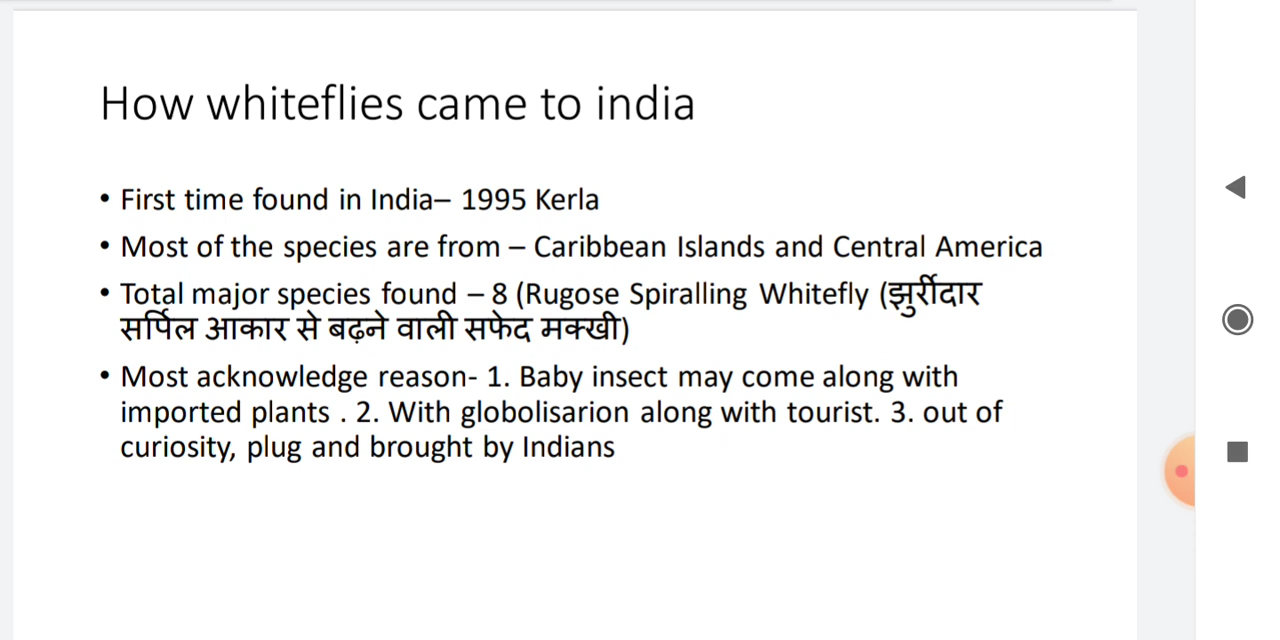 How whiteflies came to india
• First time found in India– 1995 Kerla
• Most of the species are from – Caribbean Islands and Central America
• Total major species found – 8 (Rugose Spiralling Whitefly (झुर्रीदार
सर्पिल आकार से बढ़ने वाली सफेद मक्खी)
• Most acknowledge reason- 1. Baby insect may come along with
imported plants . 2. With globolisarion along with tourist. 3. out of
curiosity, plug and brought by Indians